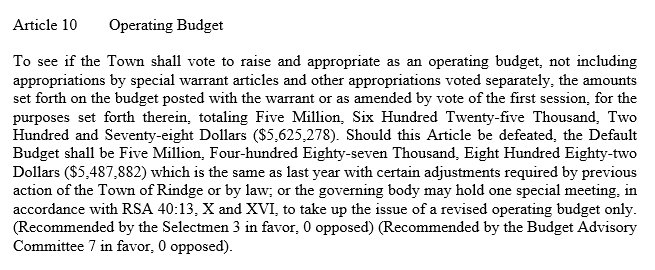 Article 10 Operating Budget
To see if the Town shall vote to raise and appropriate as an operating budget, not including
appropriations by special warrant articles and other appropriations voted separately, the amounts
set forth on the budget posted with the warrant or as amended by vote of the first session, for the
purposes set forth therein, totaling Five Million, Six Hundred Twenty-five Thousand, Two
Hundred and Seventy-eight Dollars ($5,625,278). Should this Article be defeated, the Default
Budget shall be Five Million, Four-hundred Eighty-seven Thousand, Eight Hundred Eighty-two
Dollars ($5,487,882) which is the same as last year with certain adjustments required by previous
action of the Town of Rindge or by law; or the governing body may hold one special meeting, in
accordance with RSA 40:13, X and XVI, to take up the issue of a revised operating budget only.
(Recommended by the Selectmen 3 in favor, 0 opposed) (Recommended by the Budget Advisory
Committee 7 in favor, 0 opposed).